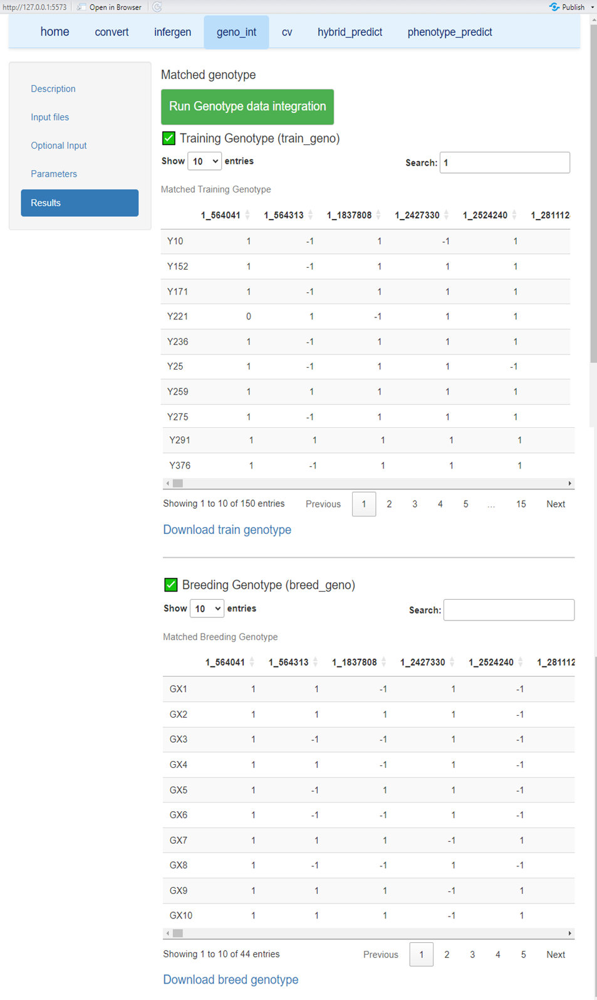 http://127.0.0.1:5573 Open in Browser Publish
home convert infergen geno_int cv hybrid_predict phenotype_predict
Description
Input files
Optional Input
Parameters
Results
Matched genotype
Run Genotype data integration
Training Genotype (train_geno)
Show 10 entries Search: 1
Matched Training Genotype
1_564041 1_564313 1_1837808 1_2427330 1_2524240 1_281112
Y10 1 -1 1 -1 1
Y152 1 -1 1 1 1
Y171 1 -1 1 1 1
Y221 0 1 -1 1 1
Y236 1 -1 1 1 1
Y25 1 -1 1 1 -1
Y259 1 1 1 1 1
Y275 1 -1 1 1 1
Y291 1 1 1 1 1
Y376 1 -1 1 1 1
Showing 1 to 10 of 150 entries Previous 1 2 3 4 5 ... 15 Next
Download train genotype
Breeding Genotype (breed_geno)
Show 10 entries Search:
Matched Breeding Genotype
1_564041 1_564313 1_1837808 1_2427330 1_2524240 1_281112
GX1 1 1 -1 1 -1
GX2 1 1 1 1 -1
GX3 1 -1 -1 1 -1
GX4 1 1 -1 1 -1
GX5 1 -1 1 1 -1
GX6 1 -1 -1 1 -1
GX7 1 1 1 -1 1
GX8 1 -1 -1 1 -1
GX9 1 1 1 -1 1
GX10 1 1 1 -1 1
Showing 1 to 10 of 44 entries Previous 1 2 3 4 5 Next
Download breed genotype